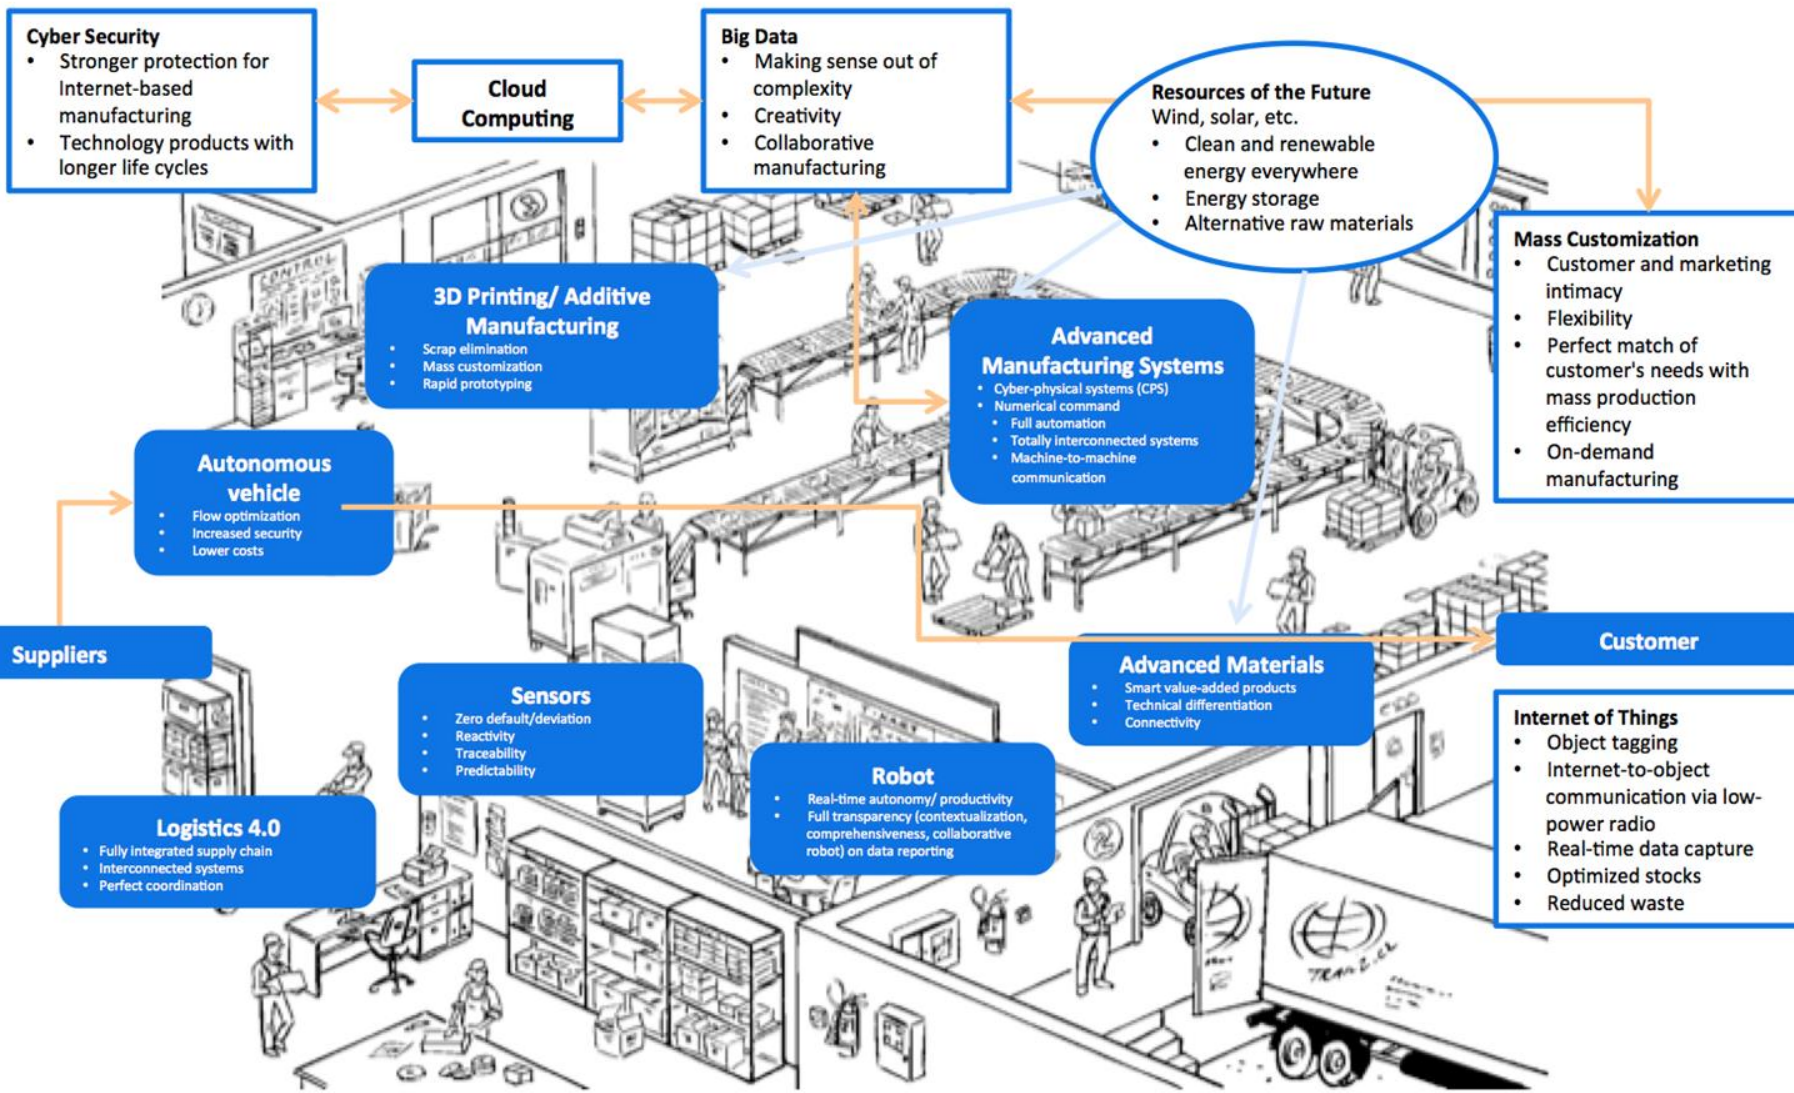 Cyber Security
• Stronger protection for
Internet-based
manufacturing
• Technology products with
longer life cycles
Cloud
Computing
Big Data
• Making sense out of
complexity
• Creativity
• Collaborative
manufacturing
Resources of the Future
Wind, solar, etc.
• Clean and renewable
energy everywhere
• Energy storage
• Alternative raw materials
Mass Customization
• Customer and marketing
intimacy
• Flexibility
• Perfect match of
customer's needs with
mass production
efficiency
• On-demand
manufacturing
CONTROL
3D Printing/ Additive
Manufacturing
• Scrap elimination
• Mass customization
• Rapid prototyping
Advanced
Manufacturing Systems
• Cyber-physical systems (CPS)
• Numerical command
• Full automation
• Totally interconnected systems
• Machine-to-machine
communication
Autonomous
vehicle
• Flow optimization
• Increased security
• Lower costs
Suppliers
Customer
Advanced Materials
• Smart value-added products
• Technical differentiation
• Connectivity
Sensors
• Zero default/deviation
• Reactivity
• Traceability
• Predictability
Robot
• Real-time autonomy/ productivity
• Full transparency (contextualization,
comprehensiveness, collaborative
robot) on data reporting
Internet of Things
• Object tagging
• Internet-to-object
communication via low-
power radio
• Real-time data capture
• Optimized stocks
• Reduced waste
Logistics 4.0
• Fully integrated supply chain
• Interconnected systems
• Perfect coordination